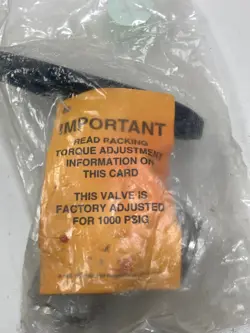 IMPORTANT
READ PACKING
TORQUE ADJUSTMENT
INFORMATION ON
THIS CARD
THIS VALVE IS
FACTORY ADJUSTED
FOR 1000 PSIG